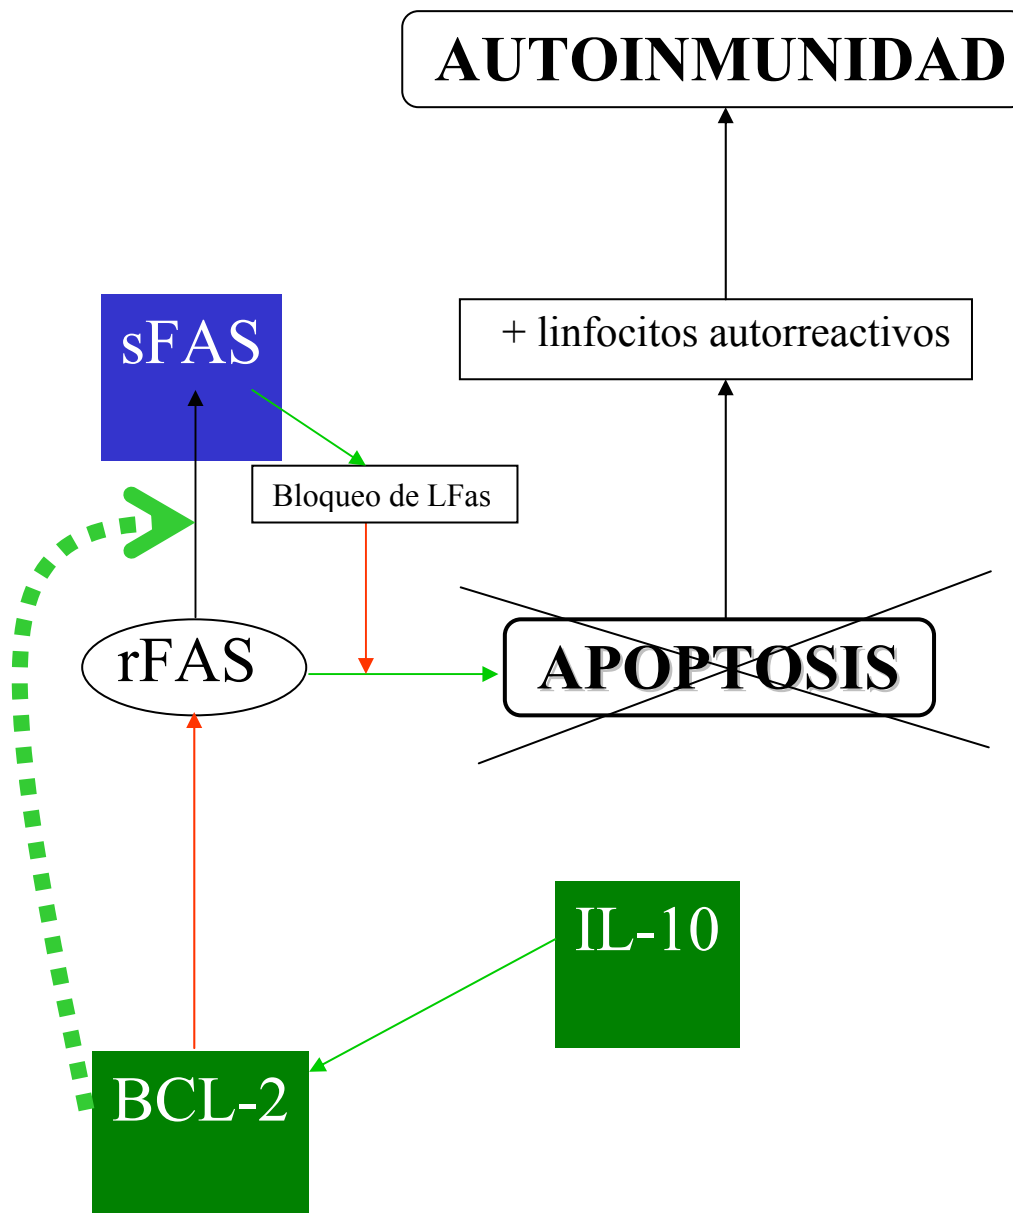 AUTOINMUNIDAD
sFAS
+ linfocitos autorreactivos
Bloqueo de LFas
rFAS
APOPTOSIS
IL-10
BCL-2